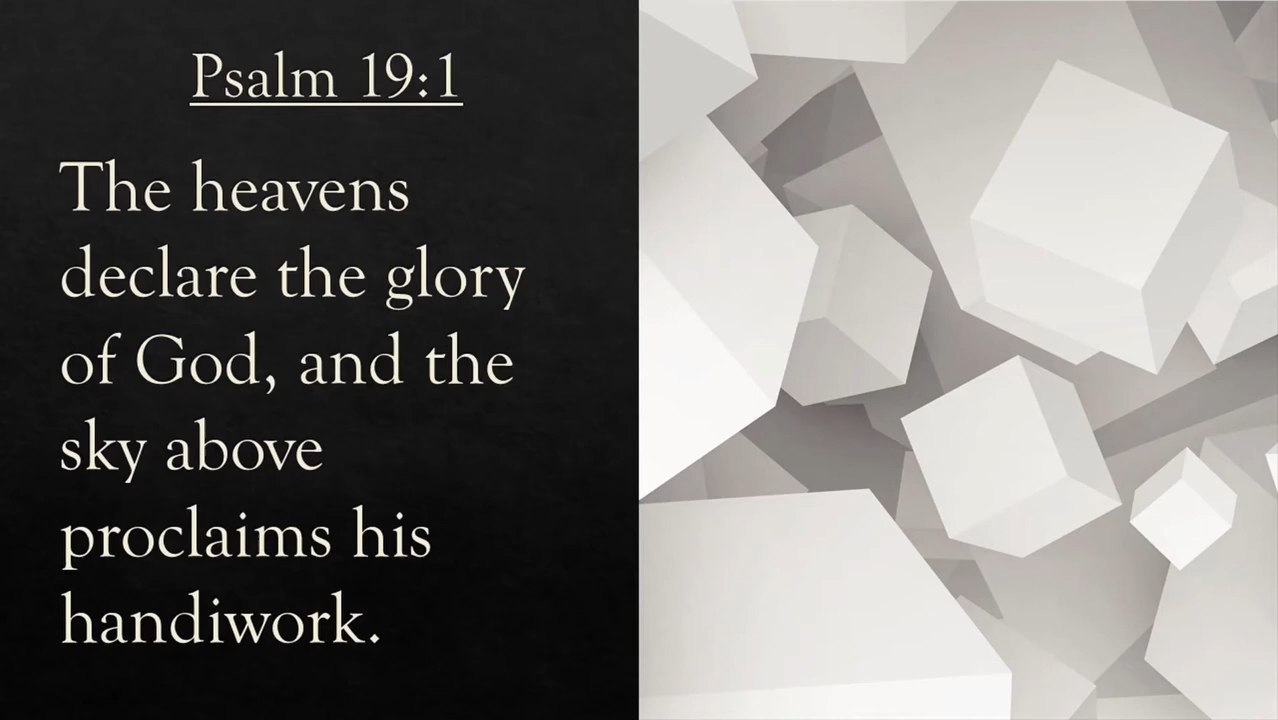 Psalm 19:1
The heavens
declare the glory
of God, and the
sky above
proclaims his
handiwork.